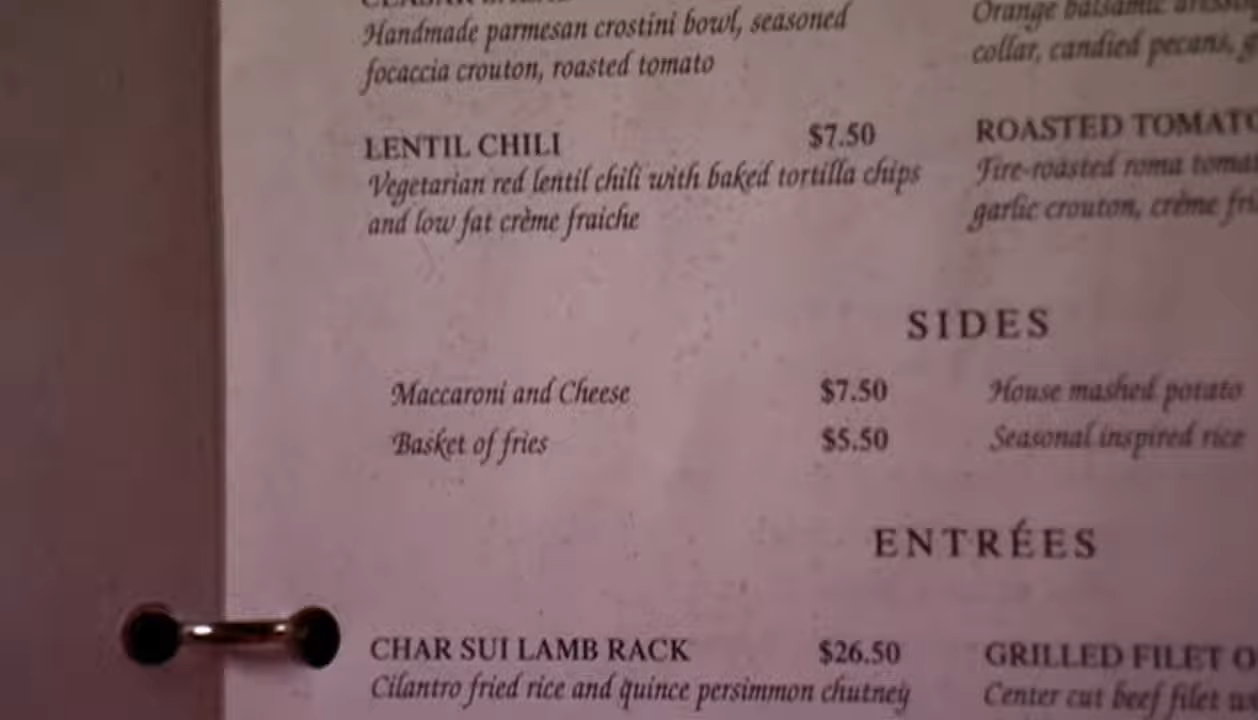 Handmade parmesan crostini bowl, seasoned
focaccia crouton, roasted tomato
LENTIL CHILI $7.50
Vegetarian red lentil chili with baked tortilla chips
and low fat crème fraiche
Orange balsamic
collar, candied pecans,
ROASTED
Fire-roasted roma
garlic crouton, crème
SIDES
Maccaroni and Cheese $7.50
Basket of fries $5.50
House mashed potato
Seasonal inspired rice
ENTRÉES
CHAR SUI LAMB RACK $26.50
Cilantro fried rice and quince persimmon chutney
GRILLED FILET
Center cut beef filet